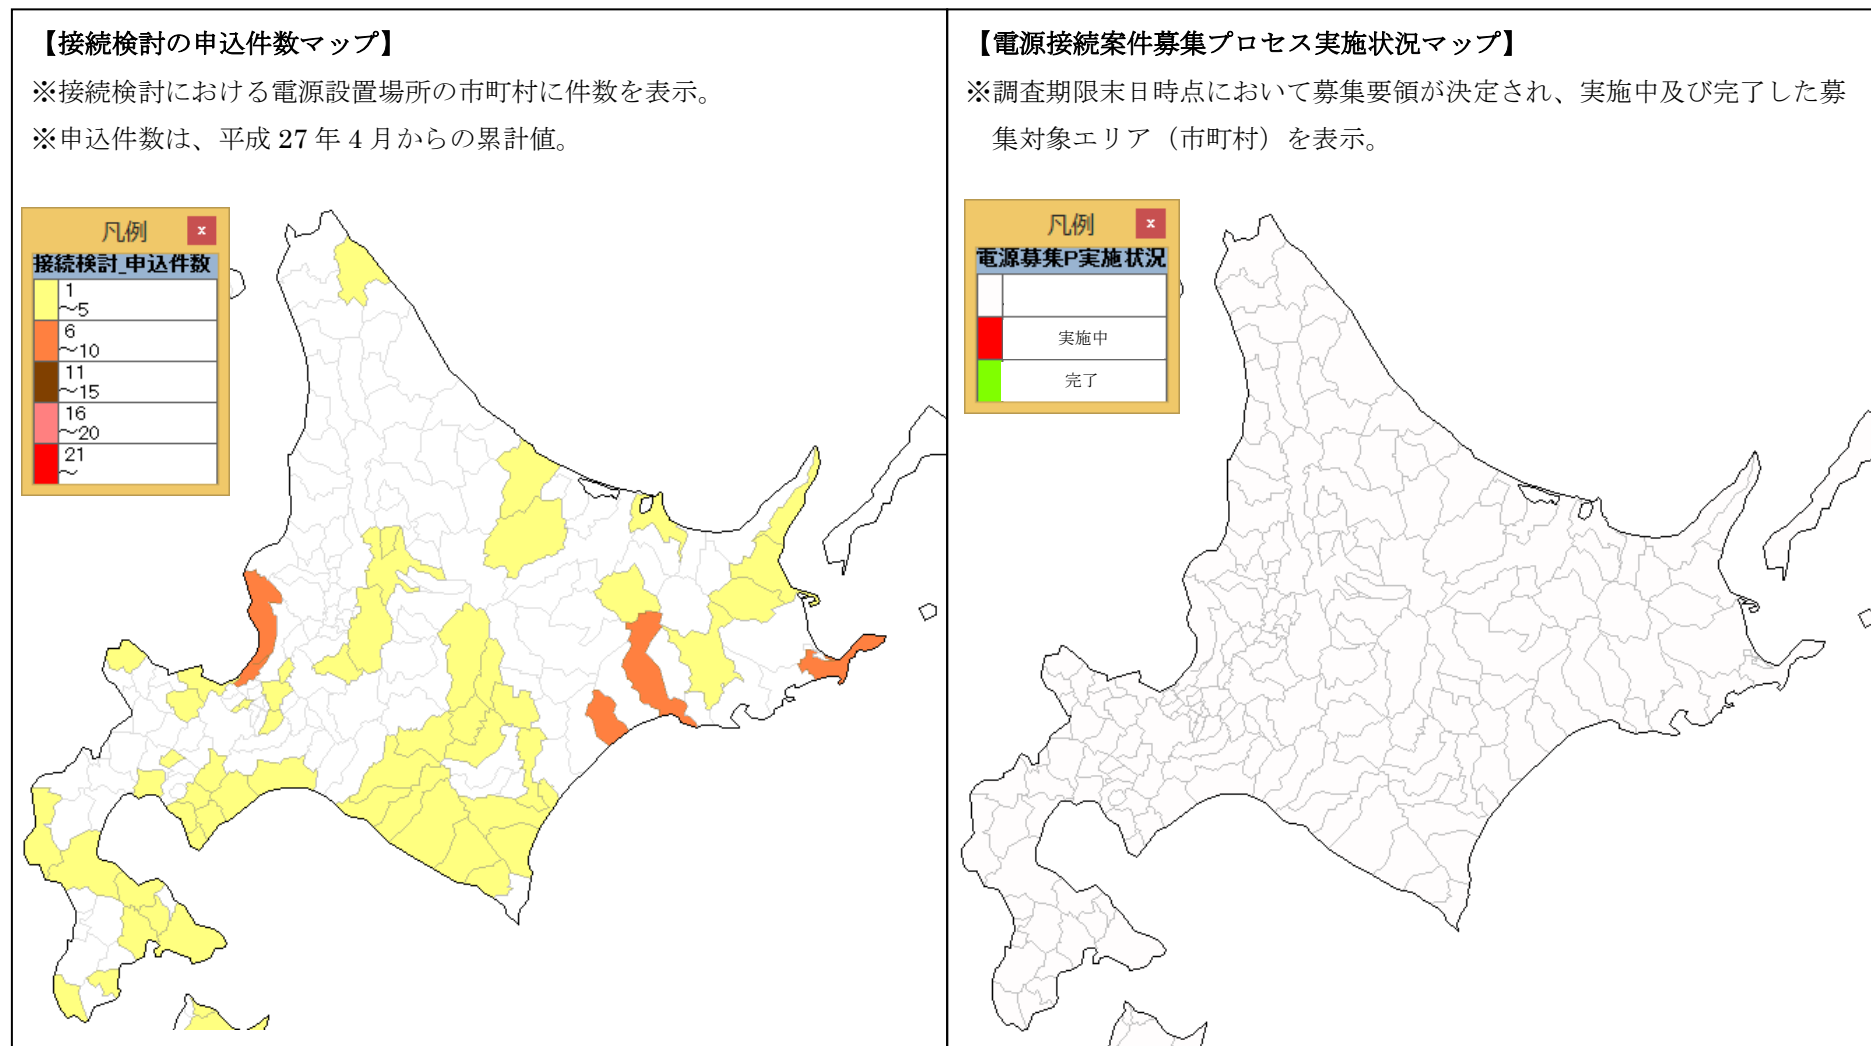 【接続検討の申込件数マップ】
※接続検討における電源設置場所の市町村に件数を表示。
※申込件数は、平成 27 年 4 月からの累計値。
凡例
x
接続検討_申込件数
1
～5
6
～10
11
～15
16
～20
21
～
【電源接続案件募集プロセス実施状況マップ】
※調査期限末日時点において募集要領が決定され、実施中及び完了した募
集対象エリア（市町村）を表示。
凡例
x
電源募集P実施状況
実施中
完了